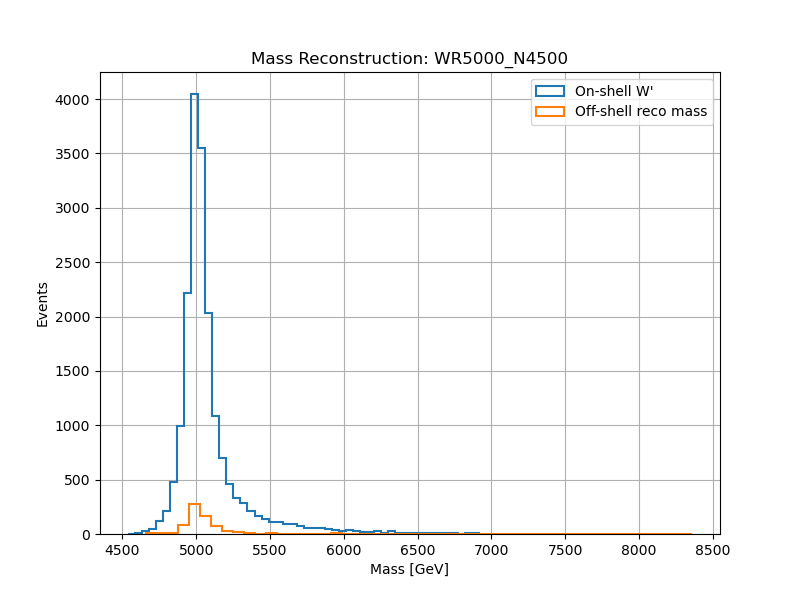 Mass Reconstruction: WR5000_N4500
On-shell W'
Off-shell reco mass
4000
3500
3000
2500
2000
1500
1000
500
0
Events
4500 5000 5500 6000 6500 7000 7500 8000 8500
Mass [GeV]